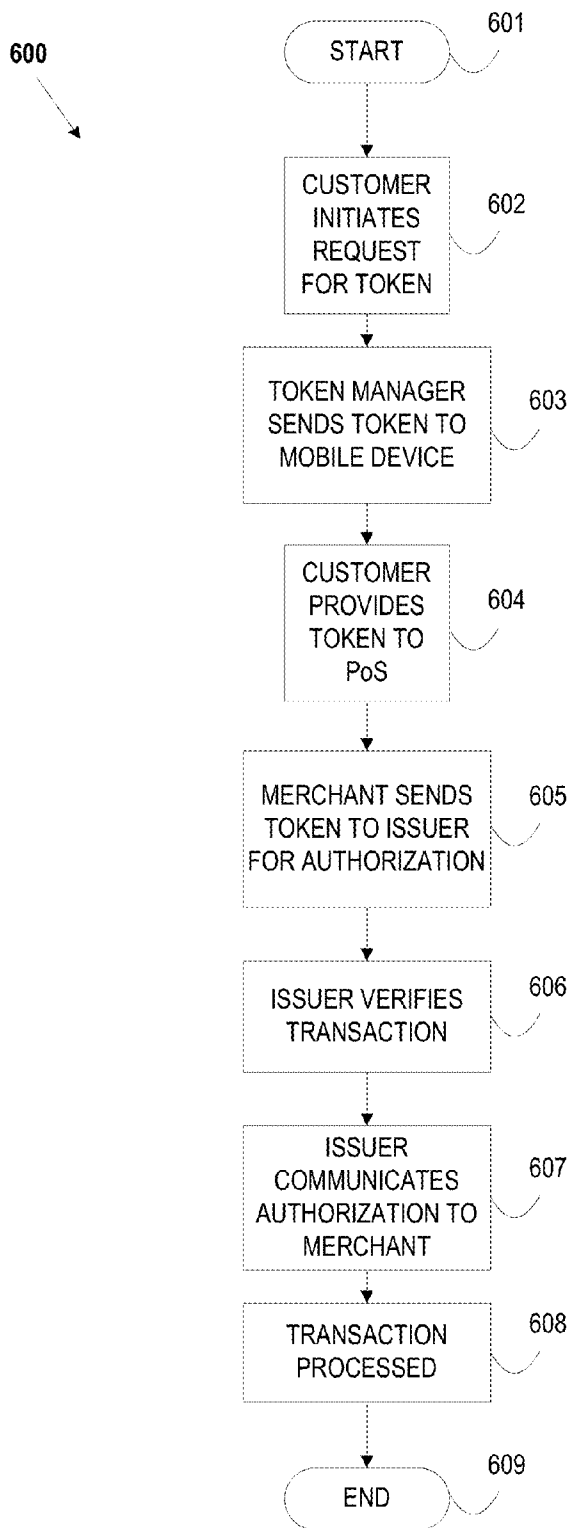 600
START
601
CUSTOMER
INITIATES
REQUEST
FOR TOKEN
602
TOKEN MANAGER
SENDS TOKEN TO
MOBILE DEVICE
603
CUSTOMER
PROVIDES
TOKEN TO
PoS
604
MERCHANT SENDS
TOKEN TO ISSUER
FOR AUTHORIZATION
605
ISSUER VERIFIES
TRANSACTION
606
ISSUER
COMMUNICATES
AUTHORIZATION TO
MERCHANT
607
TRANSACTION
PROCESSED
608
END
609